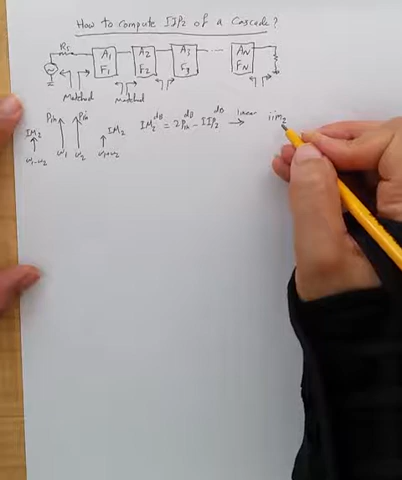 How to compute IIP2 of a Cascade?
Rs A1 A2 A3 ... AN
F1 F2 F3 FN
Matched
Matched
Pin Pin
IM2 IM2 IM2^dB = 2Pin^dB - IIP2^dB → linear iim2
ω1-ω2 ω1 ω2 ω1+ω2